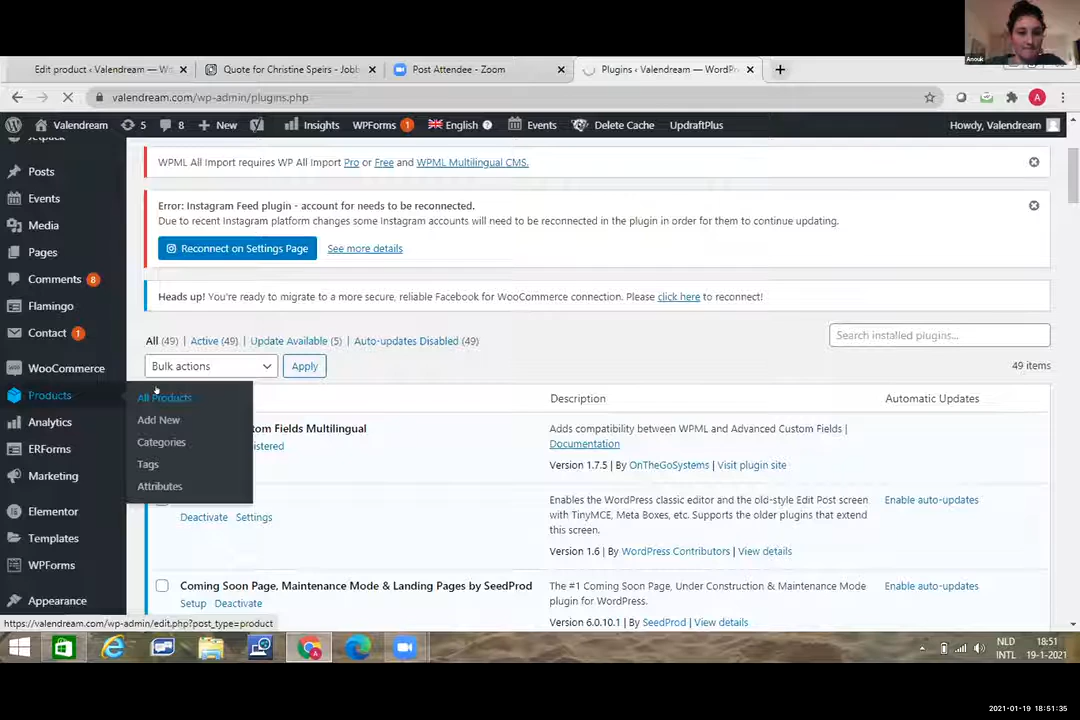 Anouk
Edit product ‹ Valendream — W
Quote for Christine Speirs - Jobb
Post Attendee - Zoom
Plugins ‹ Valendream — WordPr
valendream.com/wp-admin/plugins.php
A
Valendream
5
8
New
Insights
WPForms 1
English
Events
Delete Cache
UpdraftPlus
Howdy, Valendream
Jetpack
Posts
Events
Media
Pages
Comments 8
Flamingo
Contact 1
WooCommerce
Products
Analytics
ERForms
Marketing
Elementor
Templates
WPForms
Appearance
All Products
Add New
Categories
Tags
Attributes
WPML All Import requires WP All Import Pro or Free and WPML Multilingual CMS.
Error: Instagram Feed plugin - account for needs to be reconnected.
Due to recent Instagram platform changes some Instagram accounts will need to be reconnected in the plugin in order for them to continue updating.
Reconnect on Settings Page
See more details
Heads up! You're ready to migrate to a more secure, reliable Facebook for WooCommerce connection. Please click here to reconnect!
All (49) | Active (49) | Update Available (5) | Auto-updates Disabled (49)
Search installed plugins...
Bulk actions
Apply
49 items
Description
Automatic Updates
tom Fields Multilingual
istered
Adds compatibility between WPML and Advanced Custom Fields |
Documentation
Version 1.7.5 | By OnTheGoSystems | Visit plugin site
Deactivate
Settings
Enables the WordPress classic editor and the old-style Edit Post screen
with TinyMCE, Meta Boxes, etc. Supports the older plugins that extend
this screen.
Version 1.6 | By WordPress Contributors | View details
Enable auto-updates
Coming Soon Page, Maintenance Mode & Landing Pages by SeedProd
Setup
Deactivate
The #1 Coming Soon Page, Under Construction & Maintenance Mode
plugin for WordPress.
Version 6.0.10.1 | By SeedProd | View details
Enable auto-updates
https://valendream.com/wp-admin/edit.php?post_type=product
NLD
INTL
18:51
19-1-2021
2021-01-19 18:51:35